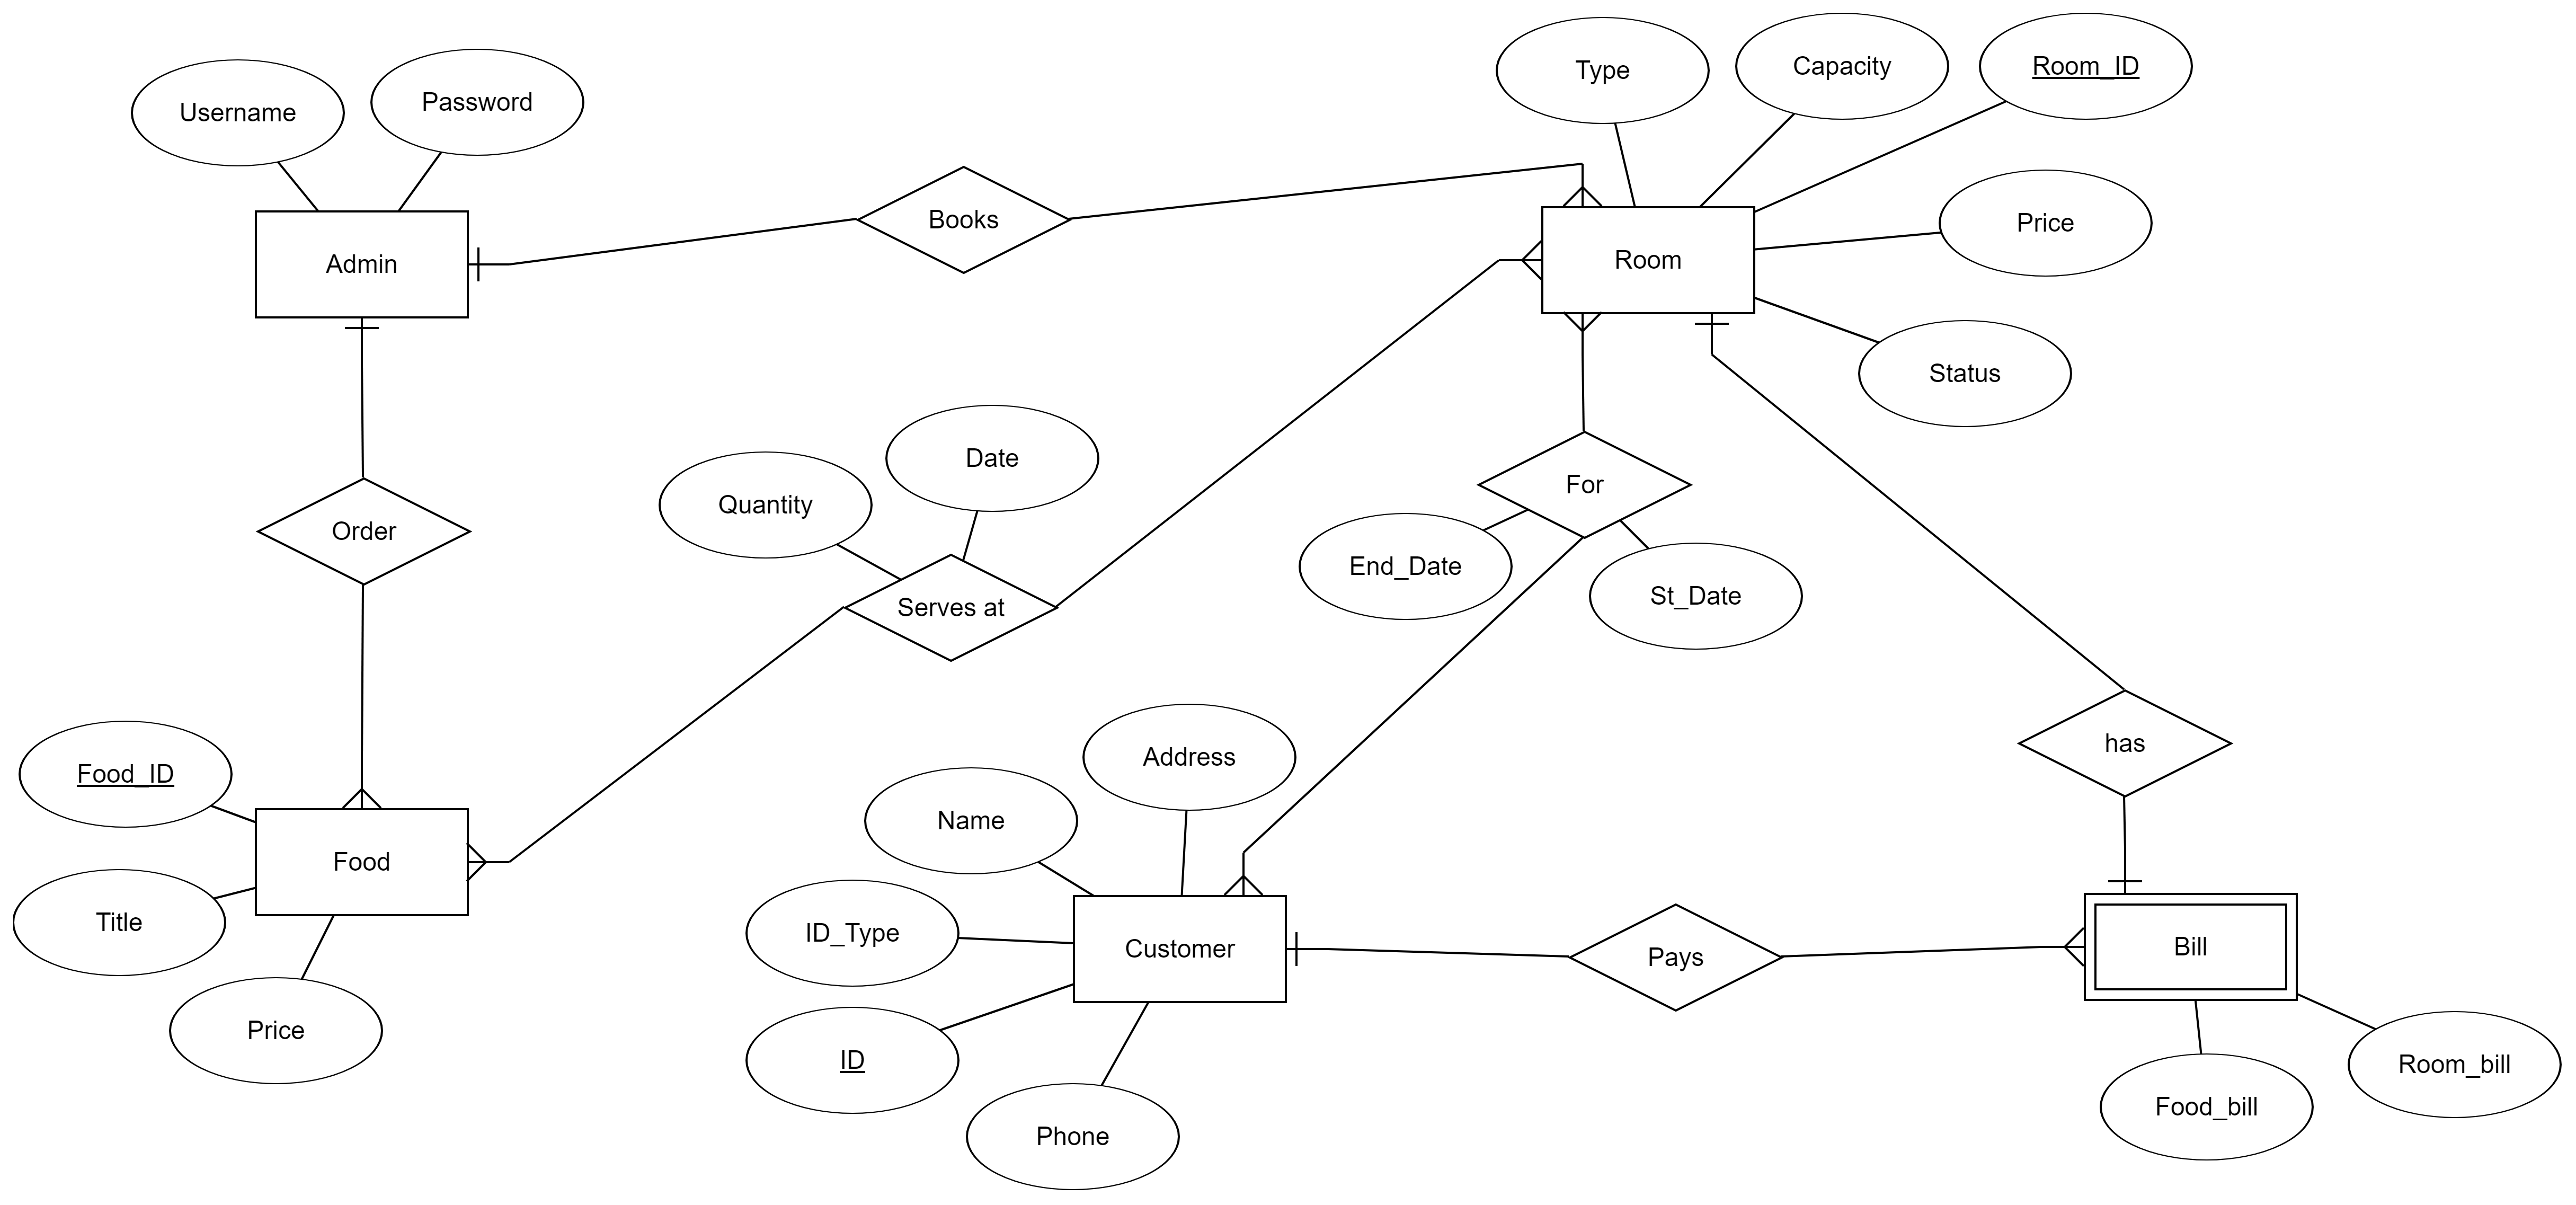 Type
Capacity
Room_ID
Username
Password
Books
Price
Admin
Room
Status
Date
Quantity
For
Order
End_Date
St_Date
Serves at
has
Address
Food_ID
Name
Food
ID_Type
Customer
Pays
Bill
Title
Price
ID
Room_bill
Food_bill
Phone